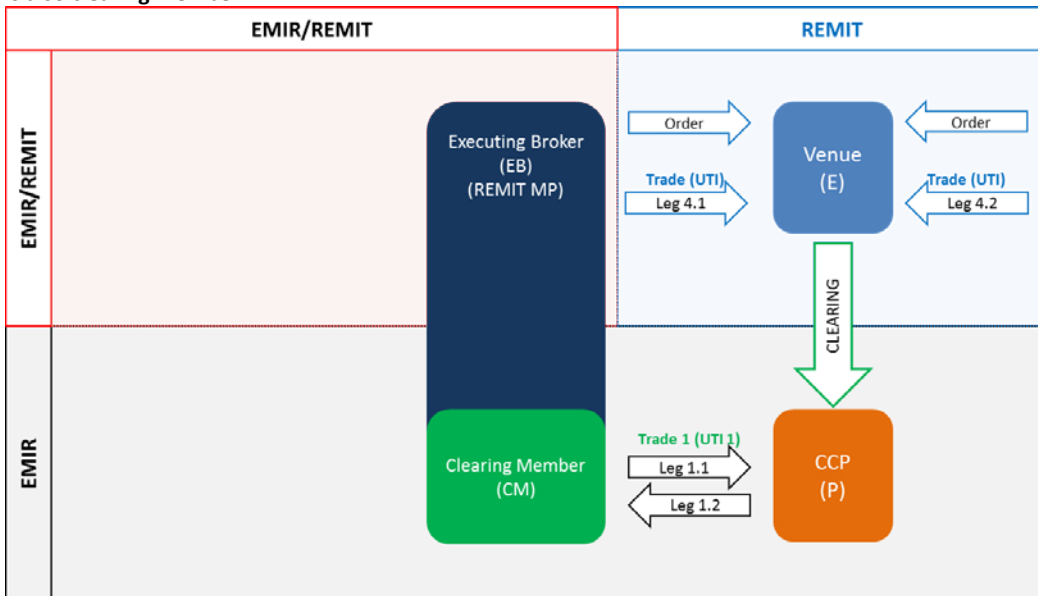 EMIR/REMIT
REMIT
EMIR/REMIT
Executing Broker
(EB)
(REMIT MP)
Order
Venue
(E)
Order
Trade (UTI)
Leg 4.1
Trade (UTI)
Leg 4.2
CLEARING
EMIR
Clearing Member
(CM)
Trade 1 (UTI 1)
Leg 1.1
Leg 1.2
CCP
(P)